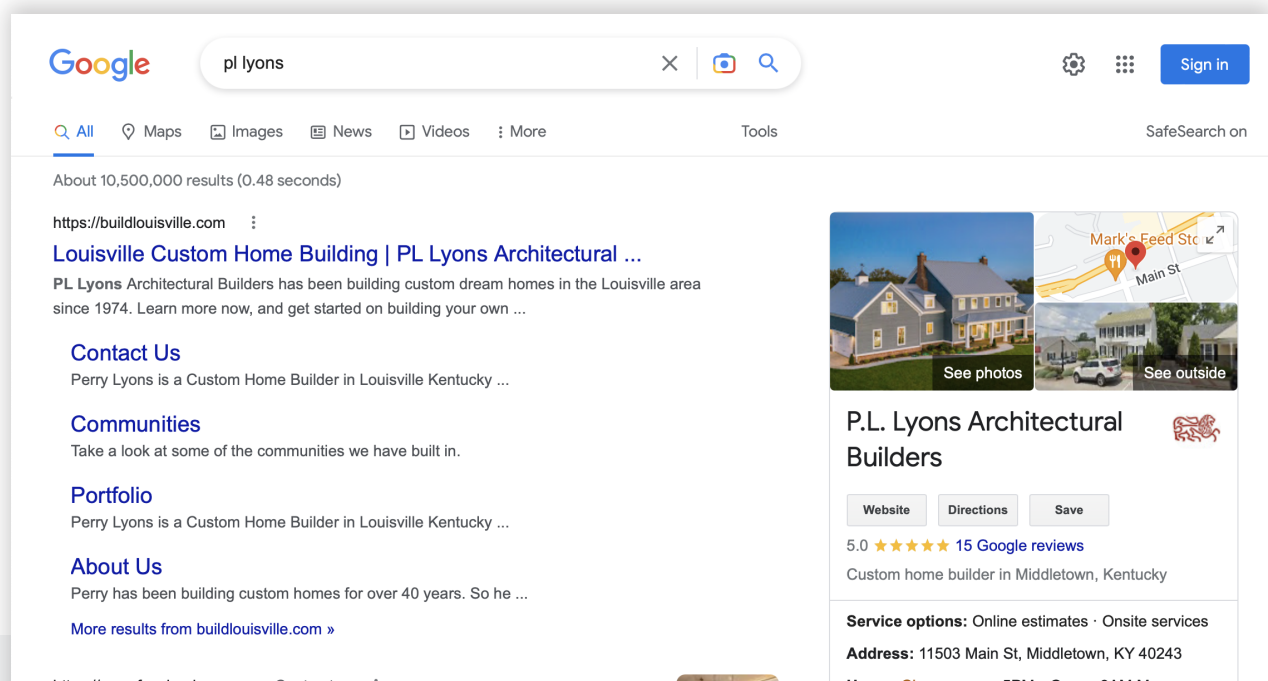 Google
pl lyons
Sign in
All
Maps
Images
News
Videos
More
Tools
SafeSearch on
About 10,500,000 results (0.48 seconds)
https://buildlouisville.com
Louisville Custom Home Building | PL Lyons Architectural ...
PL Lyons Architectural Builders has been building custom dream homes in the Louisville area
since 1974. Learn more now, and get started on building your own ...
Contact Us
Perry Lyons is a Custom Home Builder in Louisville Kentucky ...
Communities
Take a look at some of the communities we have built in.
Portfolio
Perry Lyons is a Custom Home Builder in Louisville Kentucky ...
About Us
Perry has been building custom homes for over 40 years. So he ...
More results from buildlouisville.com »
Mark's Feed Sto
Main St
See photos
See outside
P.L. Lyons Architectural
Builders
Website
Directions
Save
5.0
15 Google reviews
Custom home builder in Middletown, Kentucky
Service options: Online estimates · Onsite services
Address: 11503 Main St, Middletown, KY 40243